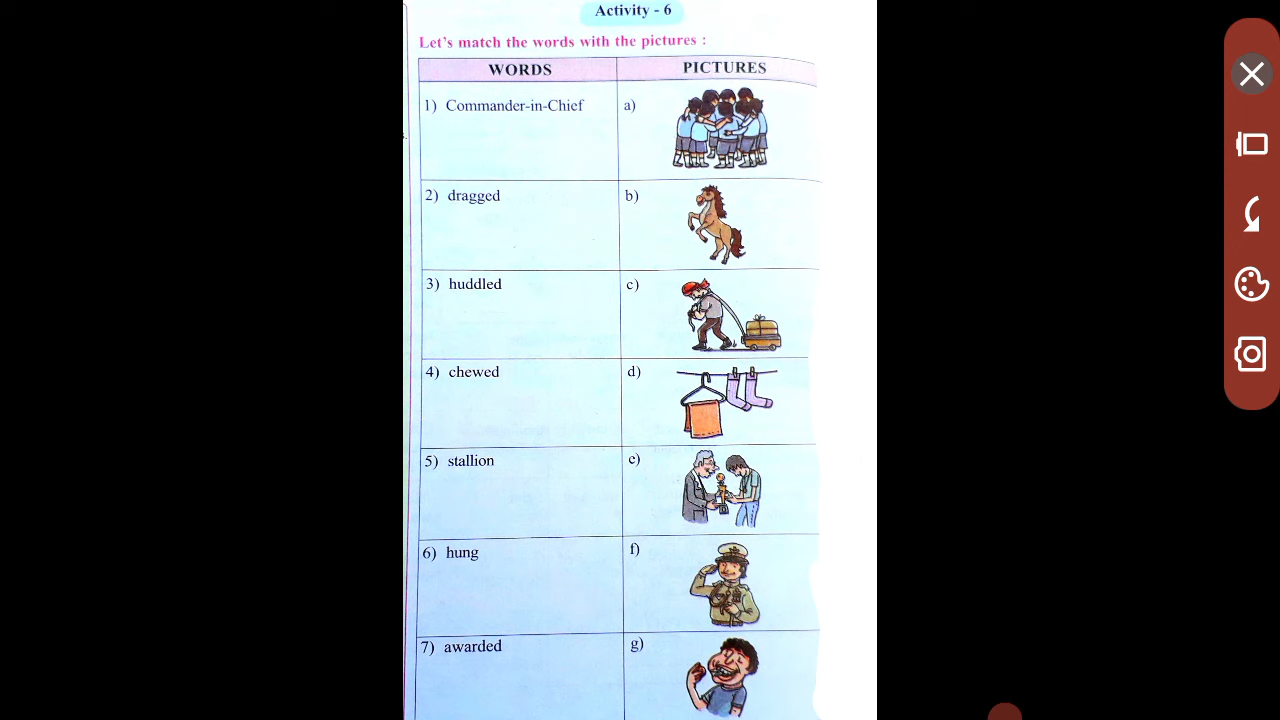 Activity - 6
Let's match the words with the pictures :
WORDS PICTURES
1) Commander-in-Chief a)
2) dragged b)
3) huddled c)
4) chewed d)
5) stallion e)
6) hung f)
7) awarded g)